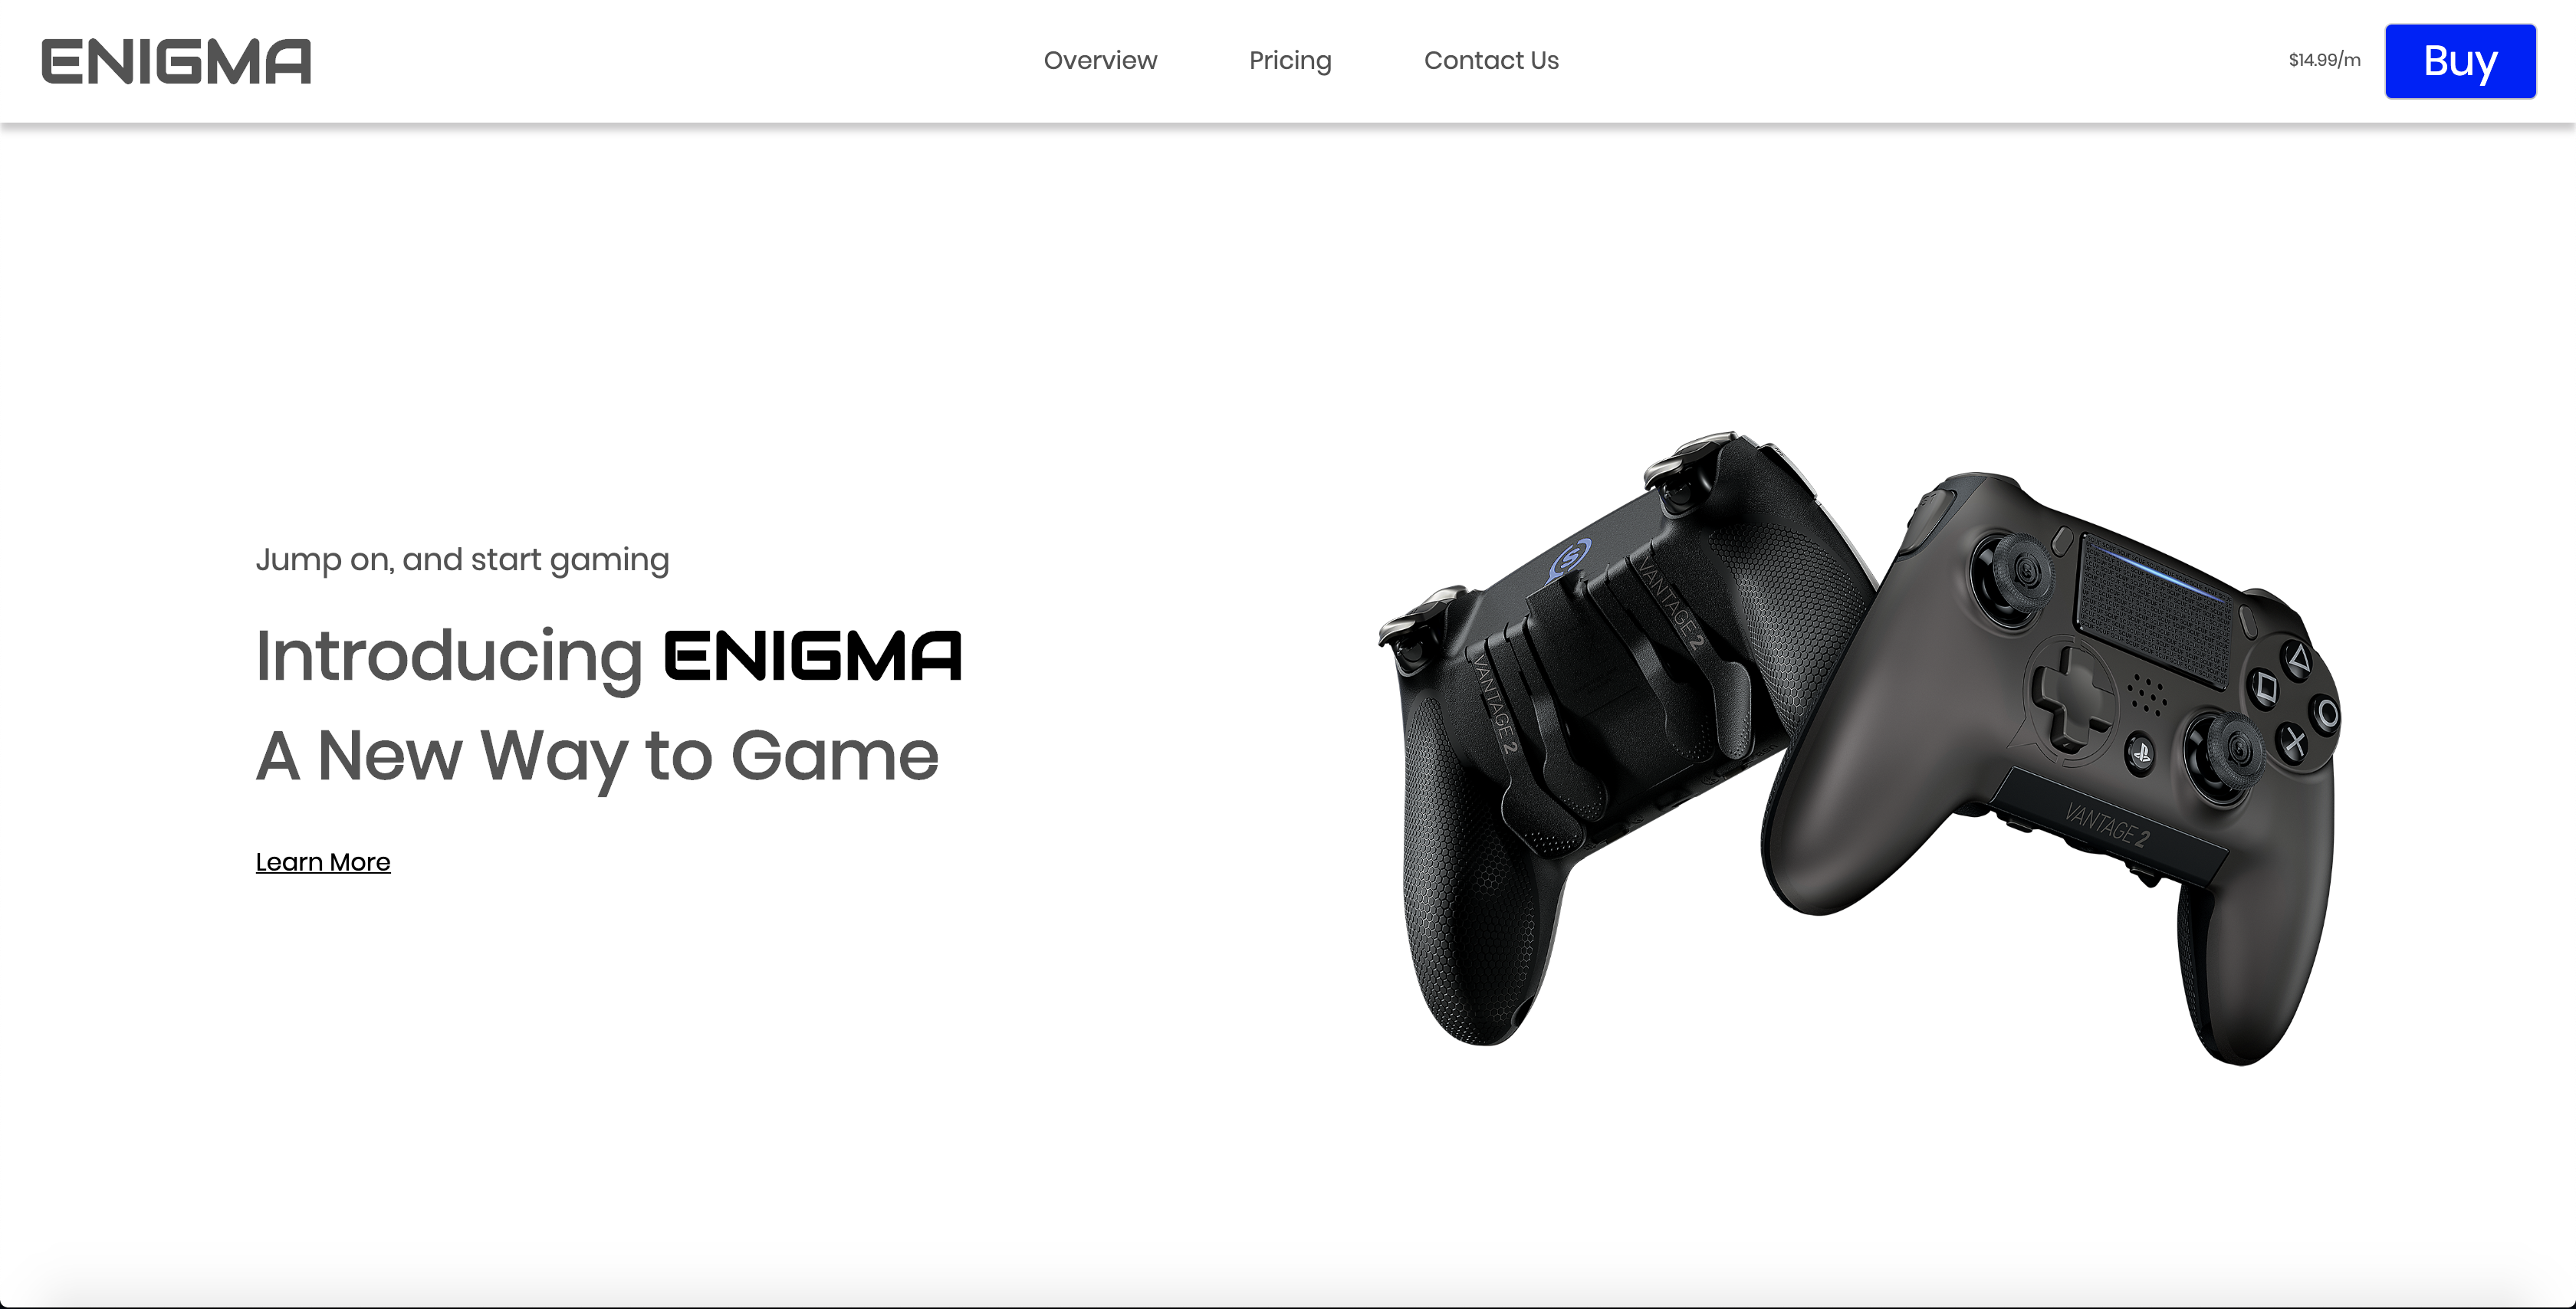 ENIGMA
Overview
Pricing
Contact Us
$14.99/m
Buy
Jump on, and start gaming
Introducing ENIGMA
A New Way to Game
Learn More
VANTAGE 2
VANTAGE 2
VANTAGE 2